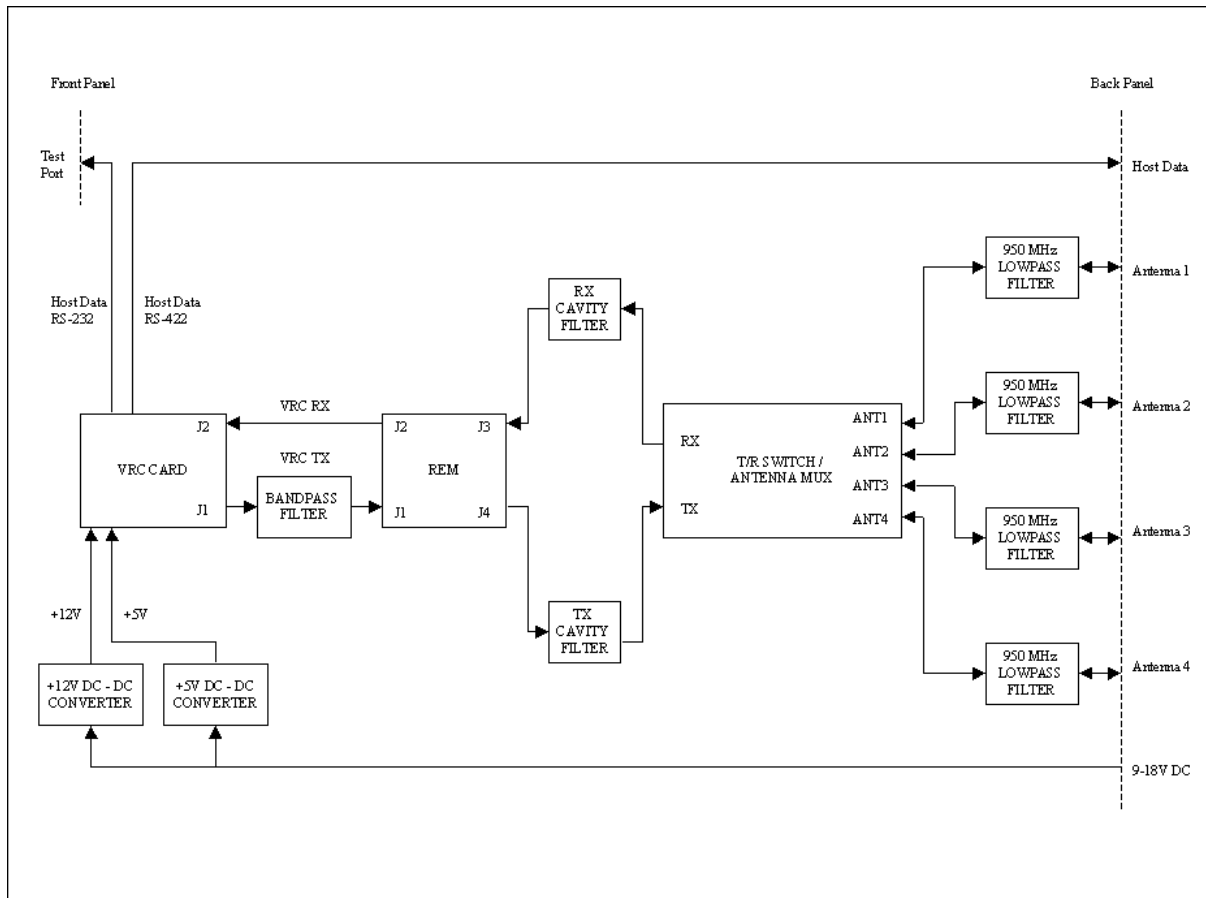 Front Panel
Back Panel
Test
Port
Host Data
950 MHz
LOWPASS
FILTER
Antenna 1
Host Data
RS-232
Host Data
RS-422
RX
CAVITY
FILTER
950 MHz
LOWPASS
FILTER
Antenna 2
VRC RX
J2
J2
J3
VRC CARD
VRC TX
REM
J1
BANDPASS
FILTER
J1
J4
RX
TX
T/R SWITCH /
ANTENNA MUX
ANT1
ANT2
ANT3
ANT4
950 MHz
LOWPASS
FILTER
Antenna 3
+12V
+5V
TX
CAVITY
FILTER
950 MHz
LOWPASS
FILTER
Antenna 4
+12V DC - DC
CONVERTER
+5V DC - DC
CONVERTER
9-18V DC